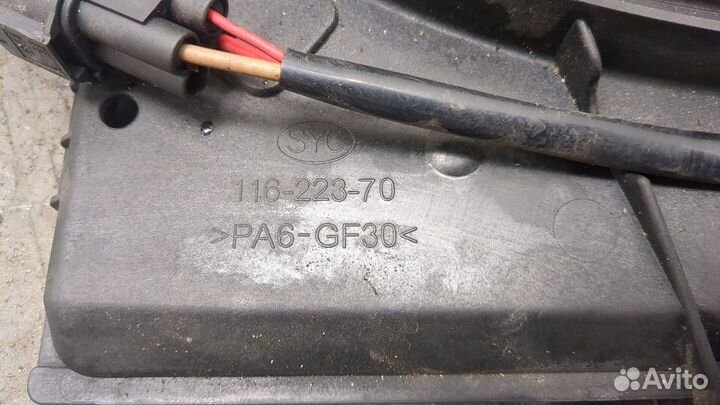 SYC
116-223-70
>PA6-GF30<
Avito